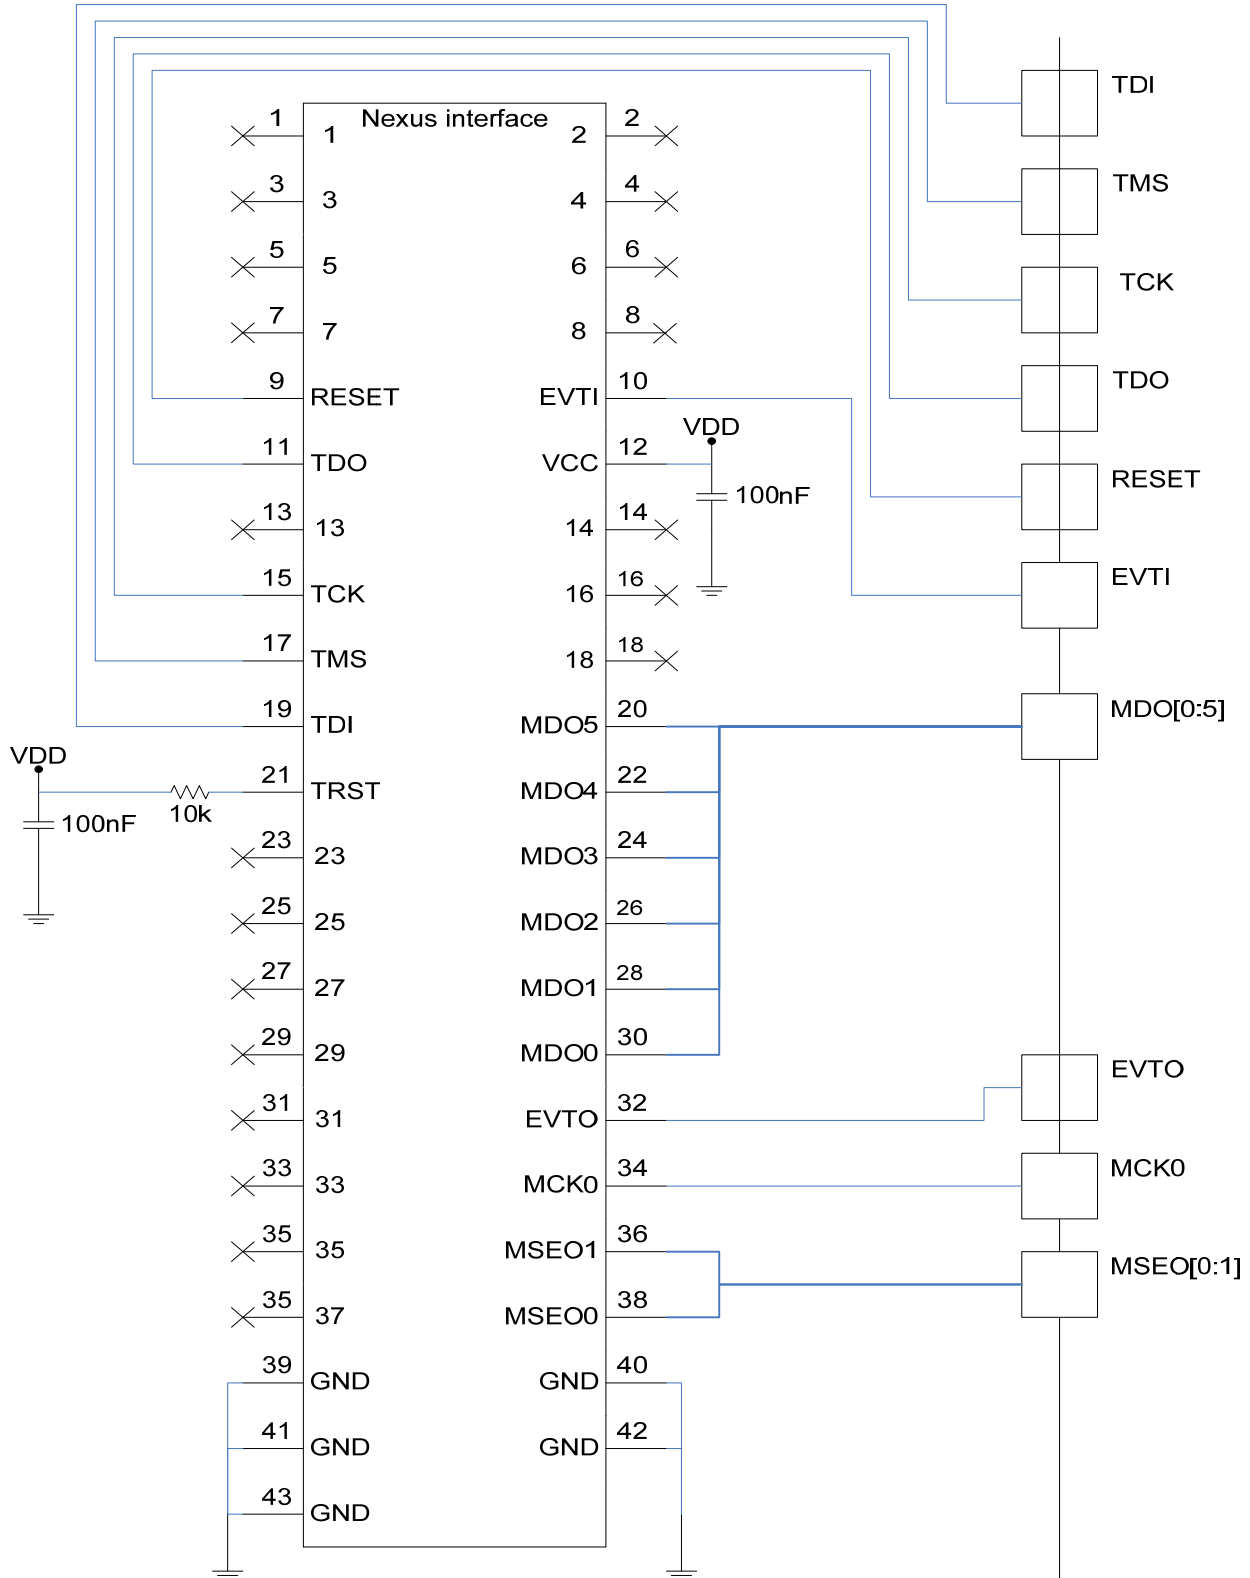 TDI
Nexus interface
1 1 2 2
TMS
3 3 4 4
5 5 6 6
TCK
7 7 8 8
9 RESET EVTI 10
TDO
VDD
11 TDO VCC 12
100nF
RESET
13 13 14 14
EVTI
15 TCK 16 16
17 TMS 18 18
19 TDI MDO5 20
MDO[0:5]
VDD
21 TRST MDO4 22
100nF 10k
23 23 MDO3 24
25 25 MDO2 26
27 27 MDO1 28
29 29 MDO0 30
EVTO
31 31 EVTO 32
33 33 MCK0 34
MCK0
35 35 MSEO1 36
MSEO[0:1]
35 37 MSEO0 38
39 GND GND 40
41 GND GND 42
43 GND